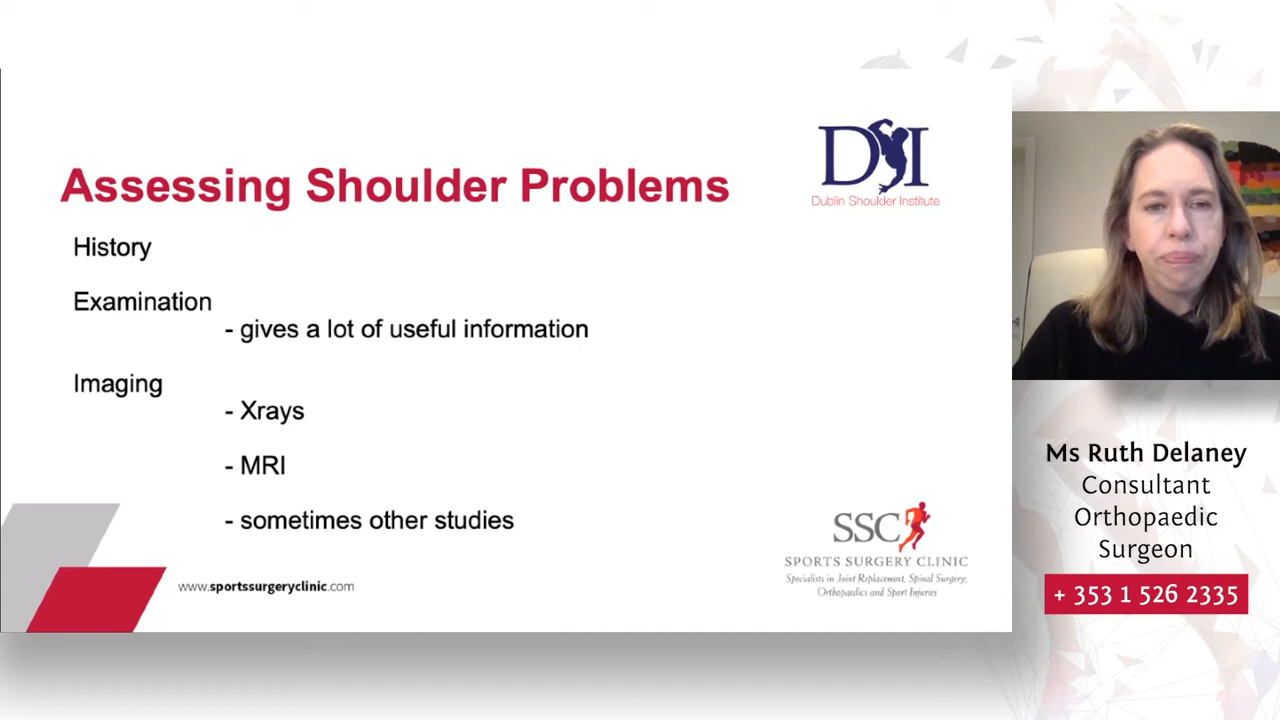 Assessing Shoulder Problems
History
Examination
- gives a lot of useful information
Imaging
- Xrays
- MRI
- sometimes other studies
www.sportssurgeryclinic.com
DSI
Dublin Shoulder Institute
SSC
SPORTS SURGERY CLINIC
Specialists in Joint Replacement, Spinal Surgery,
Orthopaedics and Sport Injuries
Ms Ruth Delaney
Consultant
Orthopaedic
Surgeon
+ 353 1 526 2335